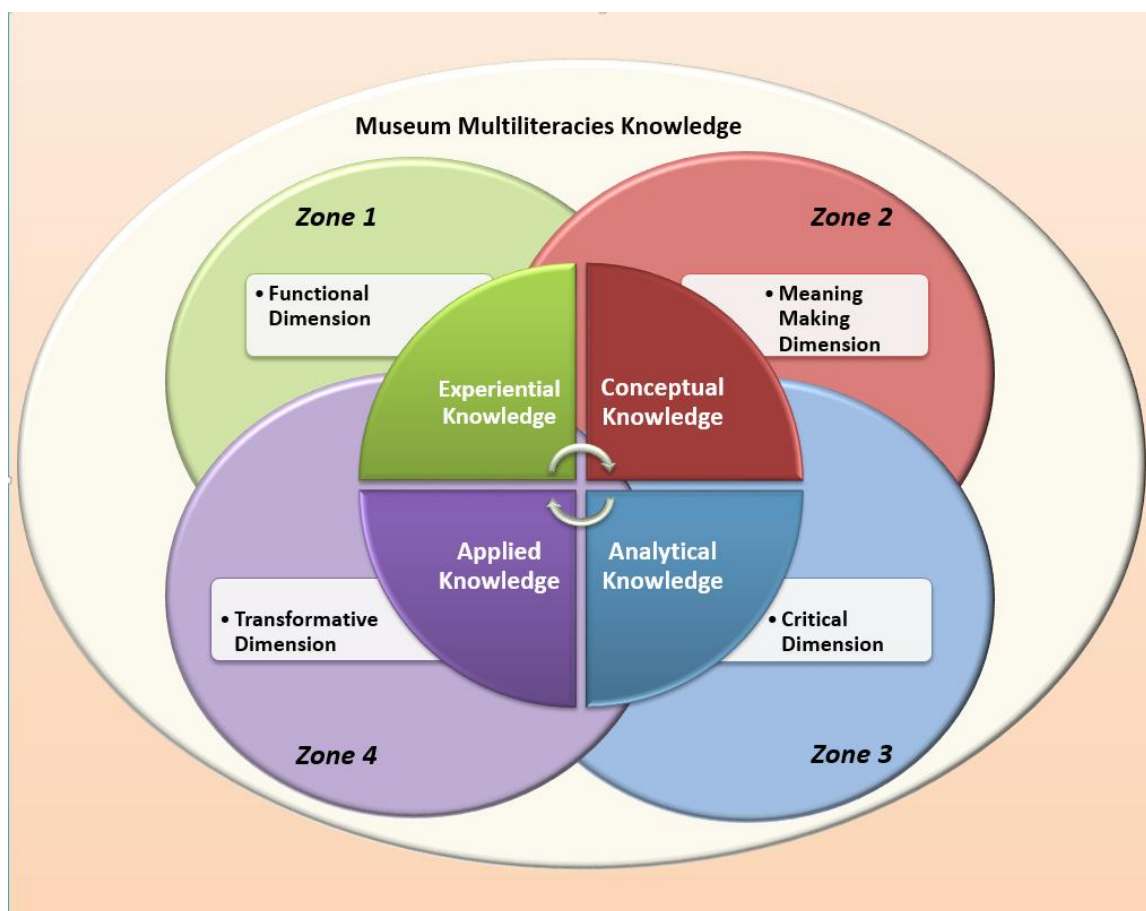 Museum Multiliteracies Knowledge
Zone 1
Zone 2
• Functional
Dimension
• Meaning
Making
Dimension
Experiential
Knowledge
Conceptual
Knowledge
Applied
Knowledge
Analytical
Knowledge
• Transformative
Dimension
• Critical
Dimension
Zone 4
Zone 3